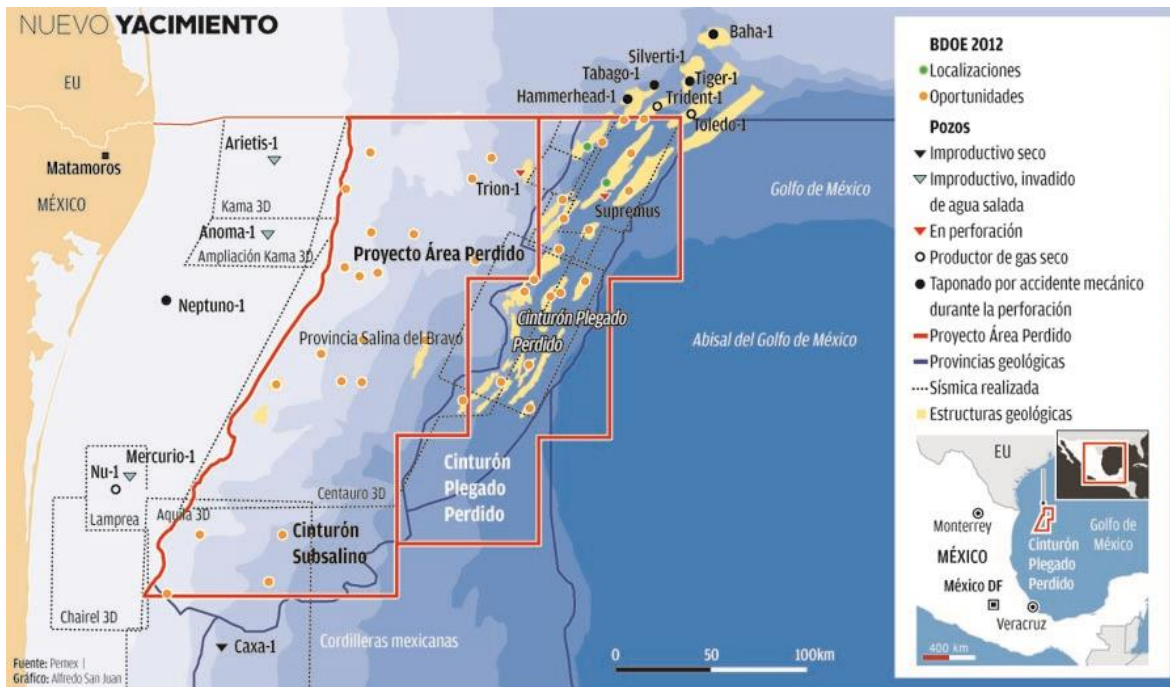 NUEVO YACIMIENTO
EU
Matamoros
MÉXICO
Arietis-1
Kama 3D
Anoma-1
Ampliación Kama 3D
Neptuno-1
Baha-1
Silverti-1
Tabago-1
Tiger-1
Hammerhead-1
Trident-1
Toledo-1
Trion-1
Supremus
Golfo de México
Proyecto Área Perdido
Provincia Salina del Bravo
Cinturón Plegado
Perdido
Abisal del Golfo de México
Mercurio-1
Nu-1
Lamprea
Aquila 3D
Centauro 3D
Cinturón
Plegado
Perdido
Cinturón
Subsalino
Chairel 3D
Caxa-1
Cordilleras mexicanas
Fuente: Pemex |
Gráfico: Alfredo San Juan
0
50
100km
BDOE 2012
Localizaciones
Oportunidades
Pozos
Improductivo seco
Improductivo, invadido
de agua salada
En perforación
Productor de gas seco
Taponado por accidente mecánico
durante la perforación
Proyecto Área Perdido
Provincias geológicas
Sísmica realizada
Estructuras geológicas
EU
Monterrey
Golfo de
México
MÉXICO
Cinturón
Plegado
Perdido
México DF
Veracruz
400 km